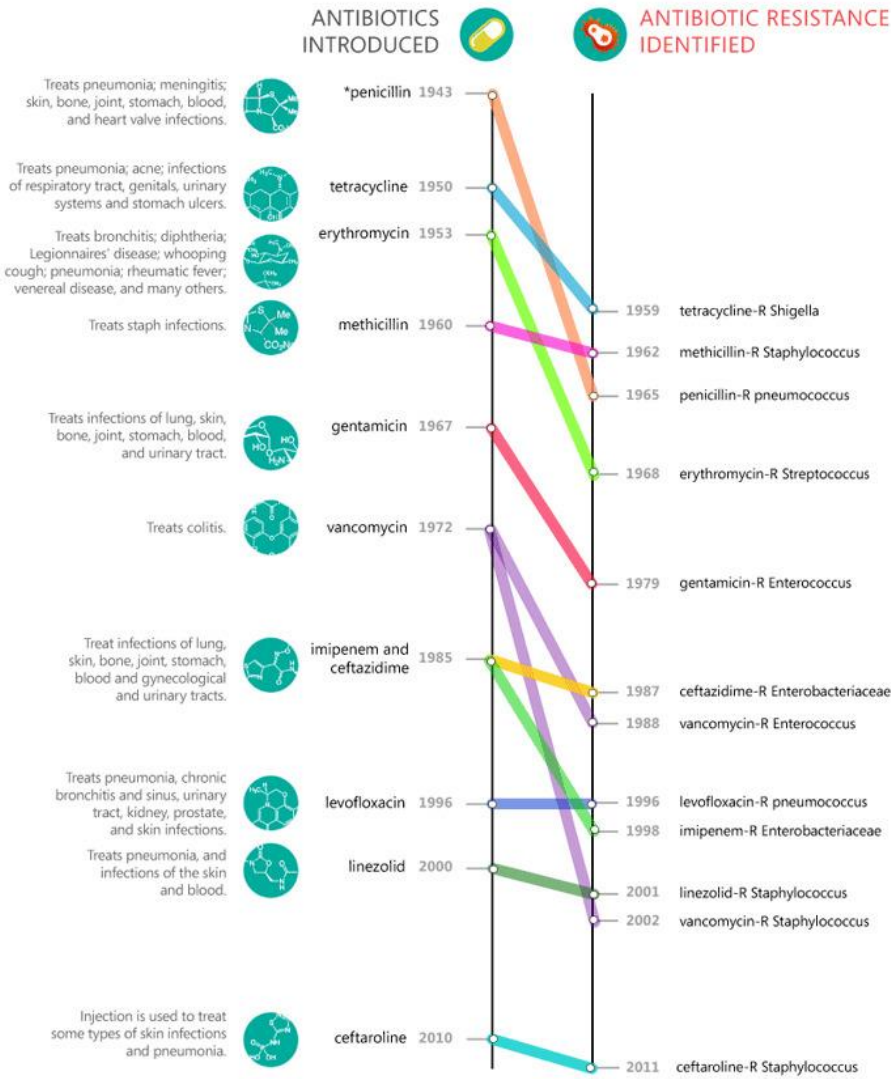 ANTIBIOTICS
INTRODUCED
ANTIBIOTIC RESISTANCE
IDENTIFIED
Treats pneumonia; meningitis;
skin, bone, joint, stomach, blood,
and heart valve infections.
*penicillin 1943
Treats pneumonia; acne; infections
of respiratory tract, genitals, urinary
systems and stomach ulcers.
tetracycline 1950
Treats bronchitis; diphtheria;
Legionnaires' disease; whooping
cough; pneumonia; rheumatic fever;
venereal disease, and many others.
erythromycin 1953
1959 tetracycline-R Shigella
Treats staph infections.
S
Me
N
Me
CO₂N
methicillin 1960
1962 methicillin-R Staphylococcus
1965 penicillin-R pneumococcus
Treats infections of lung, skin,
bone, joint, stomach, blood,
and urinary tract.
HO
HO
H₂N
gentamicin 1967
1968 erythromycin-R Streptococcus
Treats colitis.
vancomycin 1972
1979 gentamicin-R Enterococcus
Treat infections of lung,
skin, bone, joint, stomach,
blood and gynecological
and urinary tracts.
imipenem and
ceftazidime 1985
1987 ceftazidime-R Enterobacteriaceae
1988 vancomycin-R Enterococcus
Treats pneumonia, chronic
bronchitis and sinus, urinary
tract, kidney, prostate,
and skin infections.
levofloxacin 1996
1996 levofloxacin-R pneumococcus
1998 imipenem-R Enterobacteriaceae
Treats pneumonia, and
infections of the skin
and blood.
linezolid 2000
2001 linezolid-R Staphylococcus
2002 vancomycin-R Staphylococcus
Injection is used to treat
some types of skin infections
and pneumonia.
ceftaroline 2010
2011 ceftaroline-R Staphylococcus